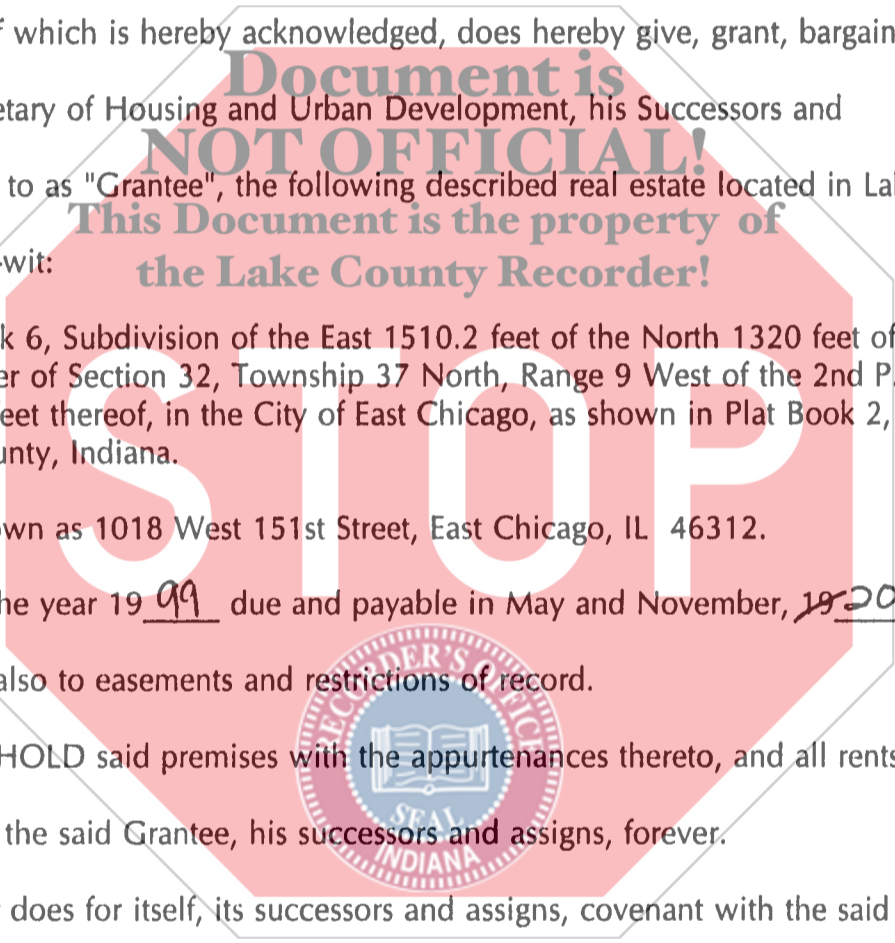 f which is hereby acknowledged, does hereby give, grant, bargain
Document is
etary of Housing and Urban Development, his Successors and
NOT OFFICIAL!
to as "Grantee", the following described real estate located in La
This Document is the property of
-wit:
the Lake County Recorder!
k 6, Subdivision of the East 1510.2 feet of the North 1320 feet of
er of Section 32, Township 37 North, Range 9 West of the 2nd P.
eet thereof, in the City of East Chicago, as shown in Plat Book 2,
unty, Indiana.
STOP
own as 1018 West 151st Street, East Chicago, IL 46312.
he year 19 99 due and payable in May and November, 19 20
also to easements and restrictions of record.
RECORDER'S OFFICE
HOLD said premises with the appurtenances thereto, and all rents
SEAL
the said Grantee, his successors and assigns, forever.
INDIANA
does for itself, its successors and assigns, covenant with the said